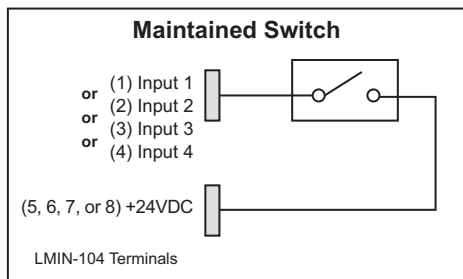 Maintained Switch
(1) Input 1
or
(2) Input 2
or
(3) Input 3
or
(4) Input 4
(5, 6, 7, or 8) +24VDC
LMIN-104 Terminals